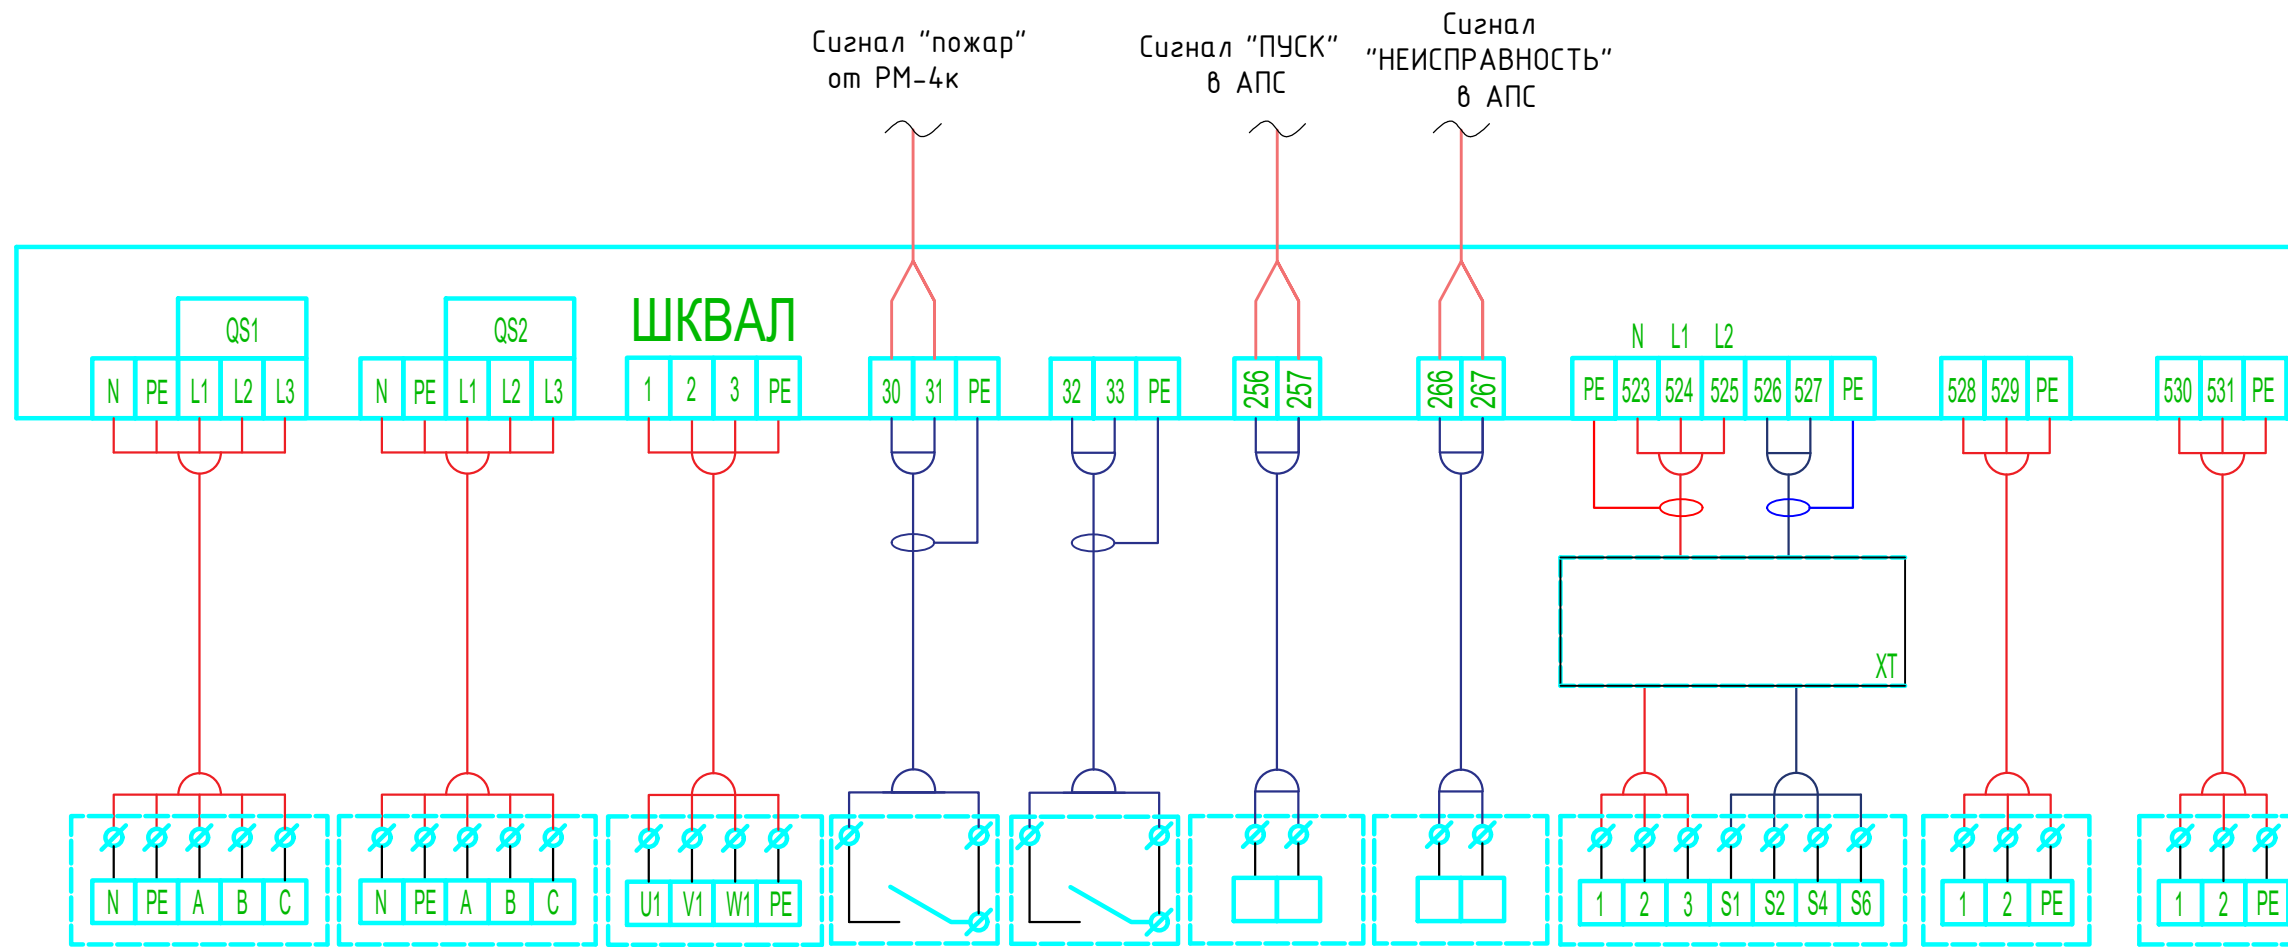 Сигнал "пожар"
от РМ-4к
Сигнал "ПУСК"
в АПС
Сигнал
"НЕИСПРАВНОСТЬ"
в АПС
QS1
QS2
ШКВАЛ
N L1 L2
N PE L1 L2 L3
N PE L1 L2 L3
1 2 3 PE
30 31 PE
32 33 PE
256 257
266 267
PE 523 524 525 526 527 PE
528 529 PE
530 531 PE
XT
N PE A B C
N PE A B C
U1 V1 W1 PE
1 2 3 S1 S2 S4 S6
1 2 PE
1 2 PE